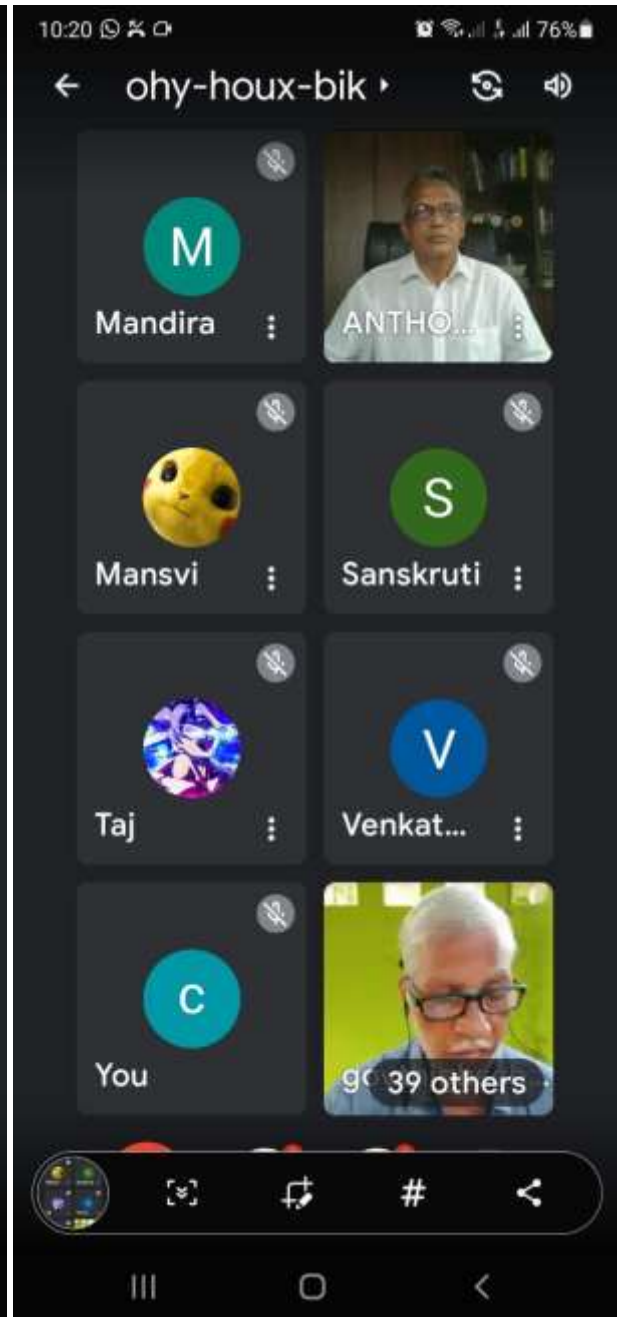 10:20 76%
ohy-houx-bik
M
Mandira
ANTHO...
Mansvi
S
Sanskruti
Taj
V
Venkat...
C
You
39 others
#